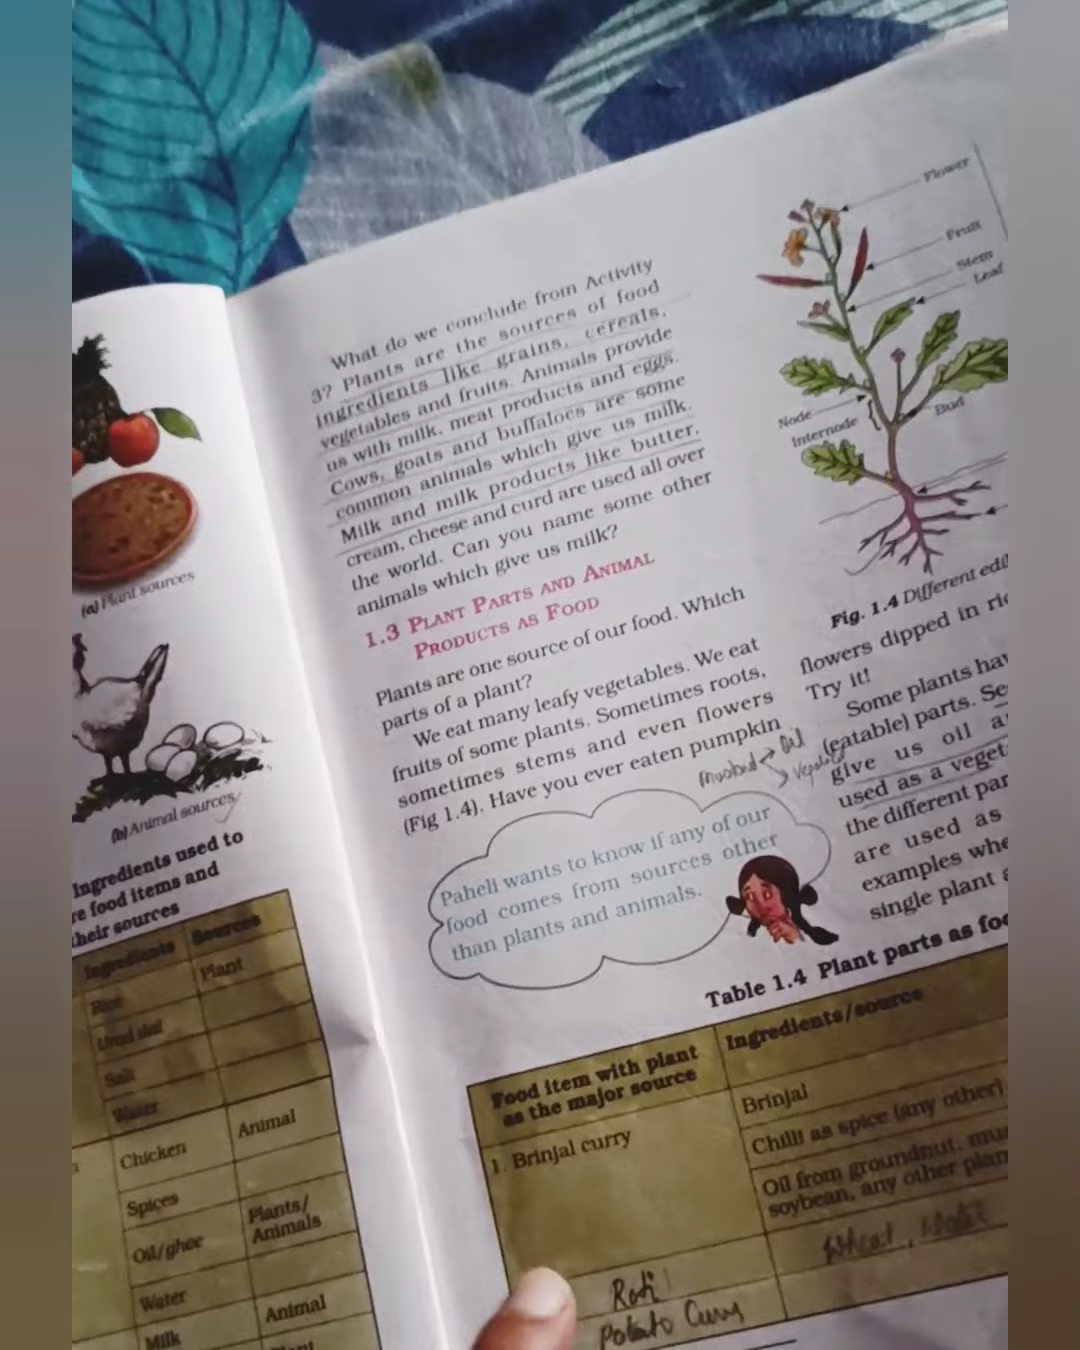 (a) Plant sources
(b) Animal sources
Ingredients used to
re food items and
heir sources
Ingredients Sources
Rice Plant
Urad dal
Salt
Water
Chicken Animal
Spices
Oil/ghee Plants/
Animals
Water
Milk Animal
What do we conclude from Activity
3? Plants are the sources of food
ingredients like grains, cereals,
vegetables and fruits. Animals provide
us with milk, meat products and eggs.
Cows, goats and buffaloes are some
common animals which give us milk.
Milk and milk products like butter,
cream, cheese and curd are used all over
the world. Can you name some other
animals which give us milk?
1.3 PLANT PARTS AND ANIMAL
PRODUCTS AS FOOD
Plants are one source of our food. Which
parts of a plant?
We eat many leafy vegetables. We eat
fruits of some plants. Sometimes roots,
sometimes stems and even flowers
(Fig 1.4). Have you ever eaten pumpkin
Mustard → Oil
Paheli wants to know if any of our
food comes from sources other
than plants and animals.
Flower
Fruit
Stem
Leaf
Node
Internode
Bud
Fig. 1.4 Different edi
flowers dipped in ri
Try it!
Some plants hav
(eatable) parts. Se
give us oil a
used as a veget
the different par
are used as
examples whe
single plant a
Table 1.4 Plant parts as foo
Food item with plant
as the major source
Ingredients/source
1. Brinjal curry
Brinjal
Chilli as spice (any other)
Oil from groundnut, mus
soybean, any other plan
Roti
Wheat, Water
Potato Curry